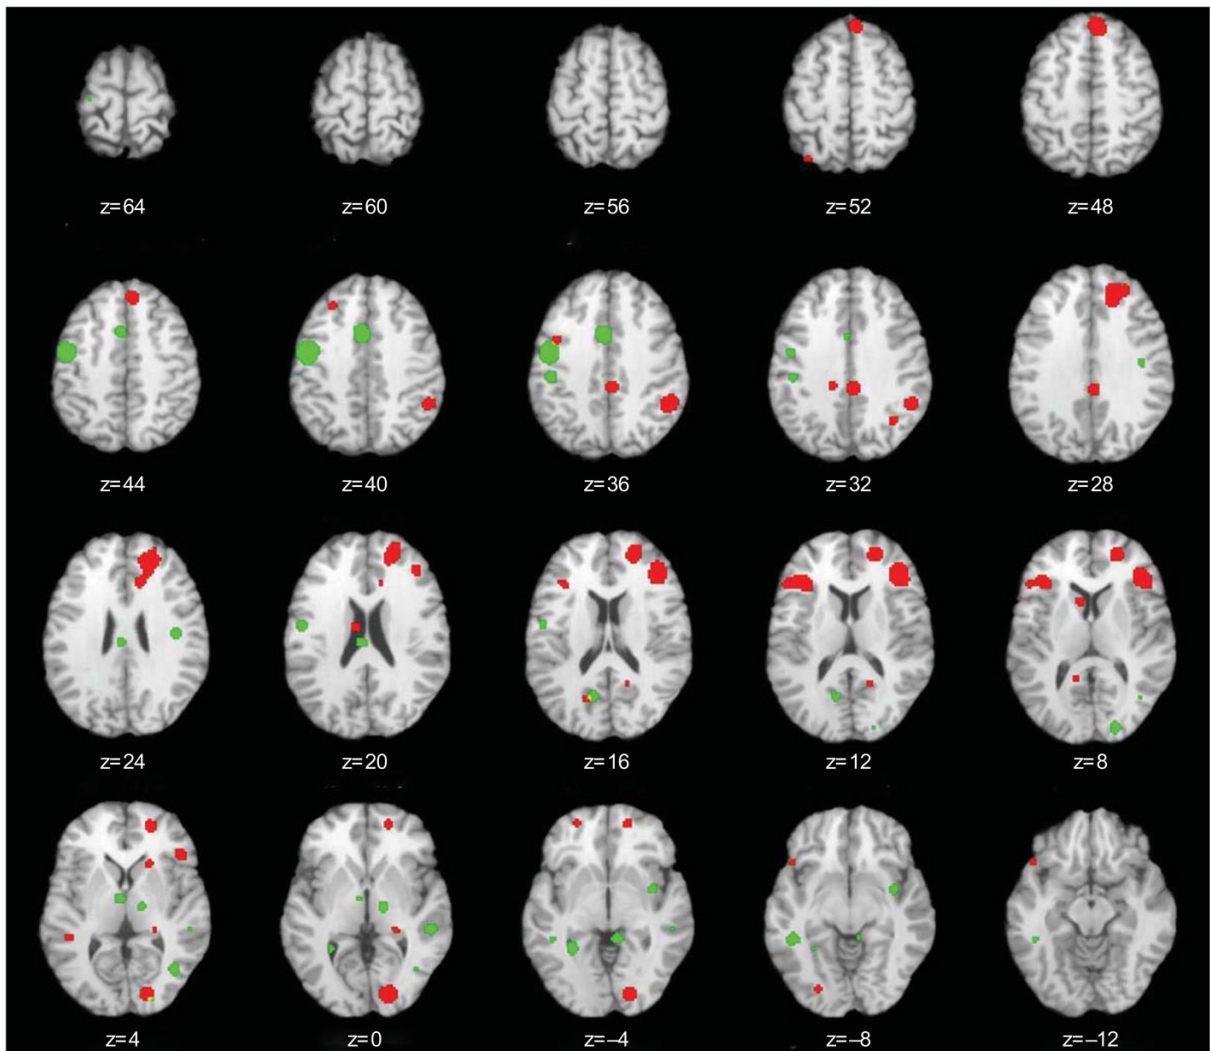 z=64 z=60 z=56 z=52 z=48
z=44 z=40 z=36 z=32 z=28
z=24 z=20 z=16 z=12 z=8
z=4 z=0 z=–4 z=–8 z=–12